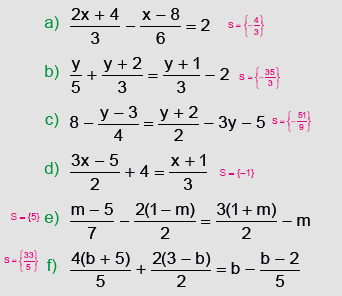 a) (2x + 4)/3 − (x − 8)/6 = 2 S = {−4/3}
b) y/5 + (y + 2)/3 = (y + 1)/3 − 2 S = {−35/3}
c) 8 − (y − 3)/4 = (y + 2)/2 − 3y − 5 S = {−51/9}
d) (3x − 5)/2 + 4 = (x + 1)/3 S = {−1}
S = {5} e) (m − 5)/7 − 2(1 − m)/2 = 3(1 + m)/2 − m
S = {33/5} f) 4(b + 5)/5 + 2(3 − b)/2 = b − (b − 2)/5